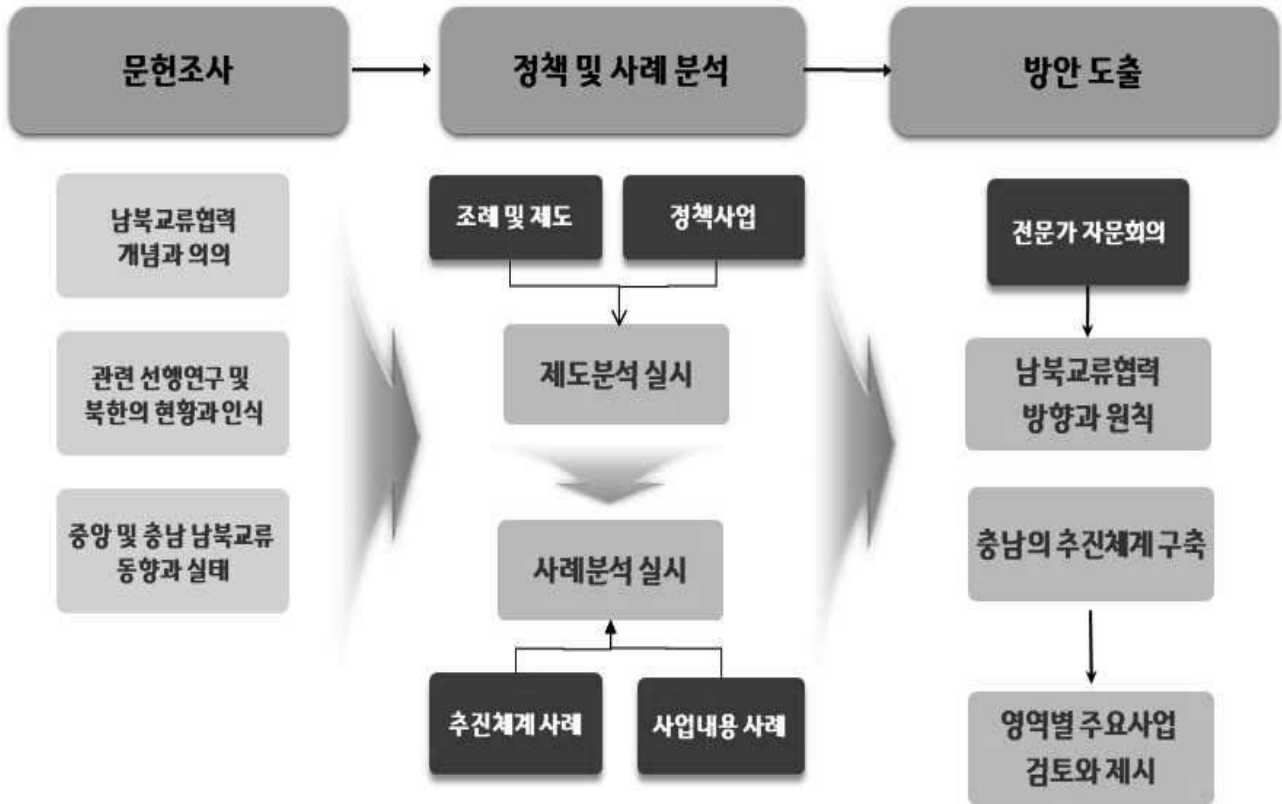 문헌조사
정책 및 사례 분석
방안 도출
남북교류협력
개념과 의의
관련 선행연구 및
북한의 현황과 인식
중앙 및 충남 남북교류
동향과 실태
조례 및 제도
정책사업
제도분석 실시
사례분석 실시
추진체계 사례
사업내용 사례
전문가 자문회의
남북교류협력
방향과 원칙
충남의 추진체계 구축
영역별 주요사업
검토와 제시